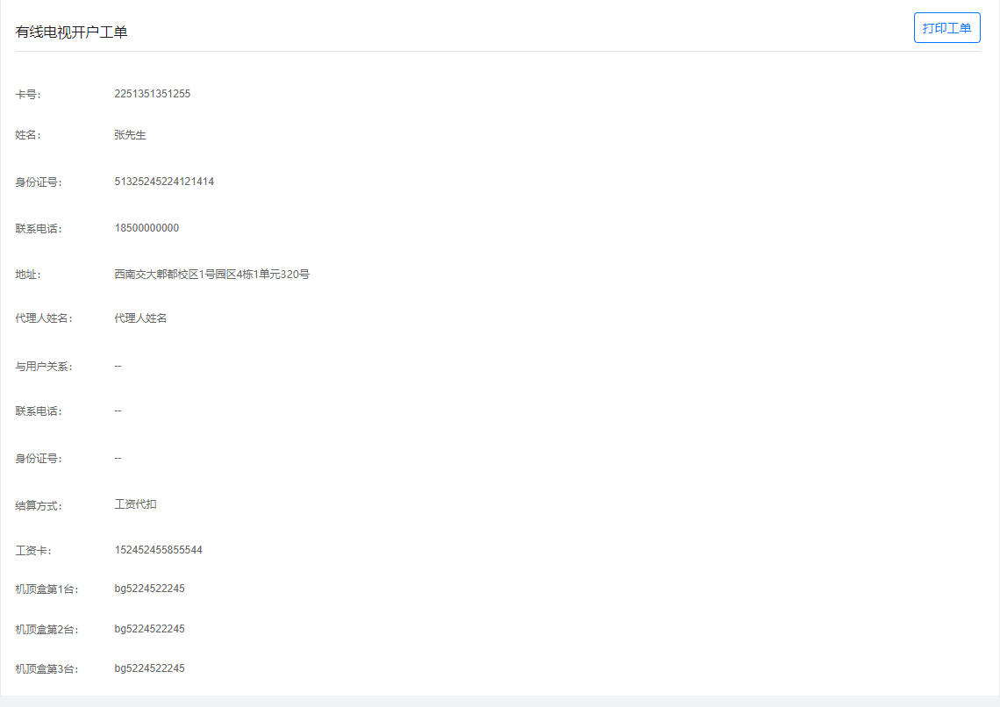 有线电视开户工单
打印工单
卡号: 2251351351255
姓名: 张先生
身份证号: 51325245224121414
联系电话: 18500000000
地址: 西南交大郫都校区1号园区4栋1单元320号
代理人姓名: 代理人姓名
与用户关系: --
联系电话: --
身份证号: --
结算方式: 工资代扣
工资卡: 152452455855544
机顶盒第1台: bg5224522245
机顶盒第2台: bg5224522245
机顶盒第3台: bg5224522245